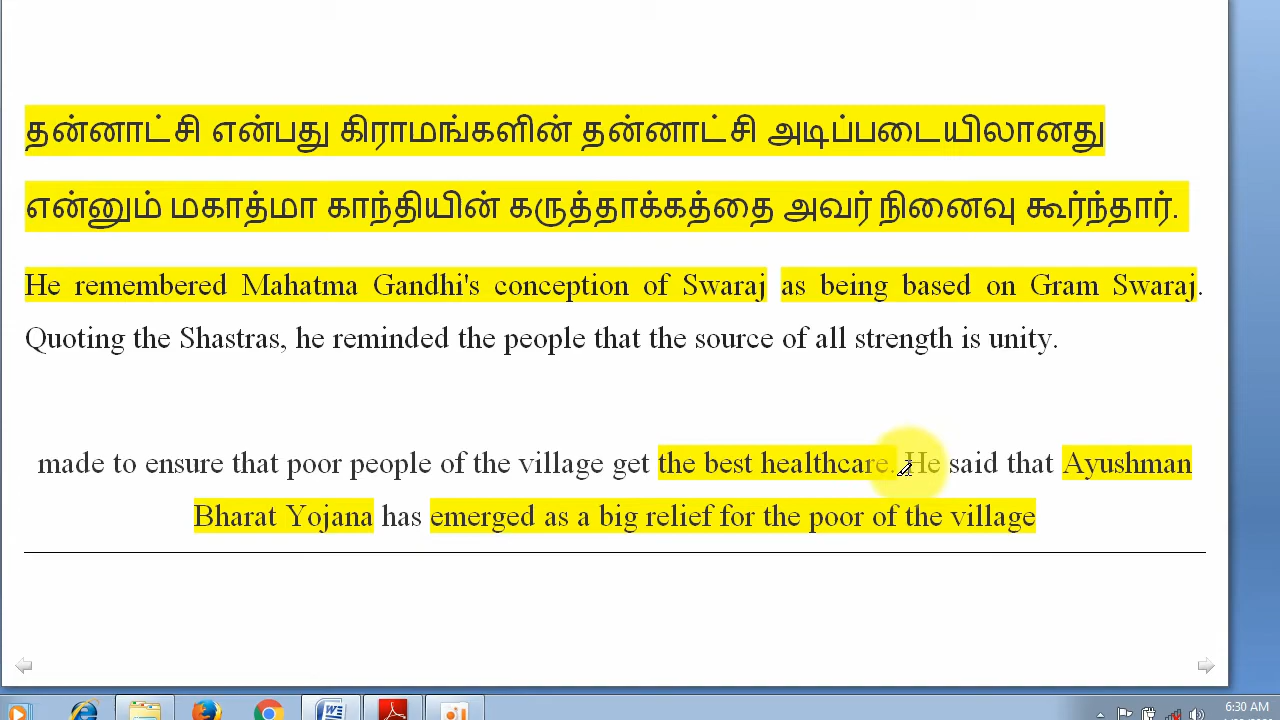 தன்னாட்சி என்பது கிராமங்களின் தன்னாட்சி அடிப்படையிலானது
என்னும் மகாத்மா காந்தியின் கருத்தாக்கத்தை அவர் நினைவு கூர்ந்தார்.
He remembered Mahatma Gandhi's conception of Swaraj as being based on Gram Swaraj.
Quoting the Shastras, he reminded the people that the source of all strength is unity.
made to ensure that poor people of the village get the best healthcare. He said that Ayushman
Bharat Yojana has emerged as a big relief for the poor of the village
6:30 AM